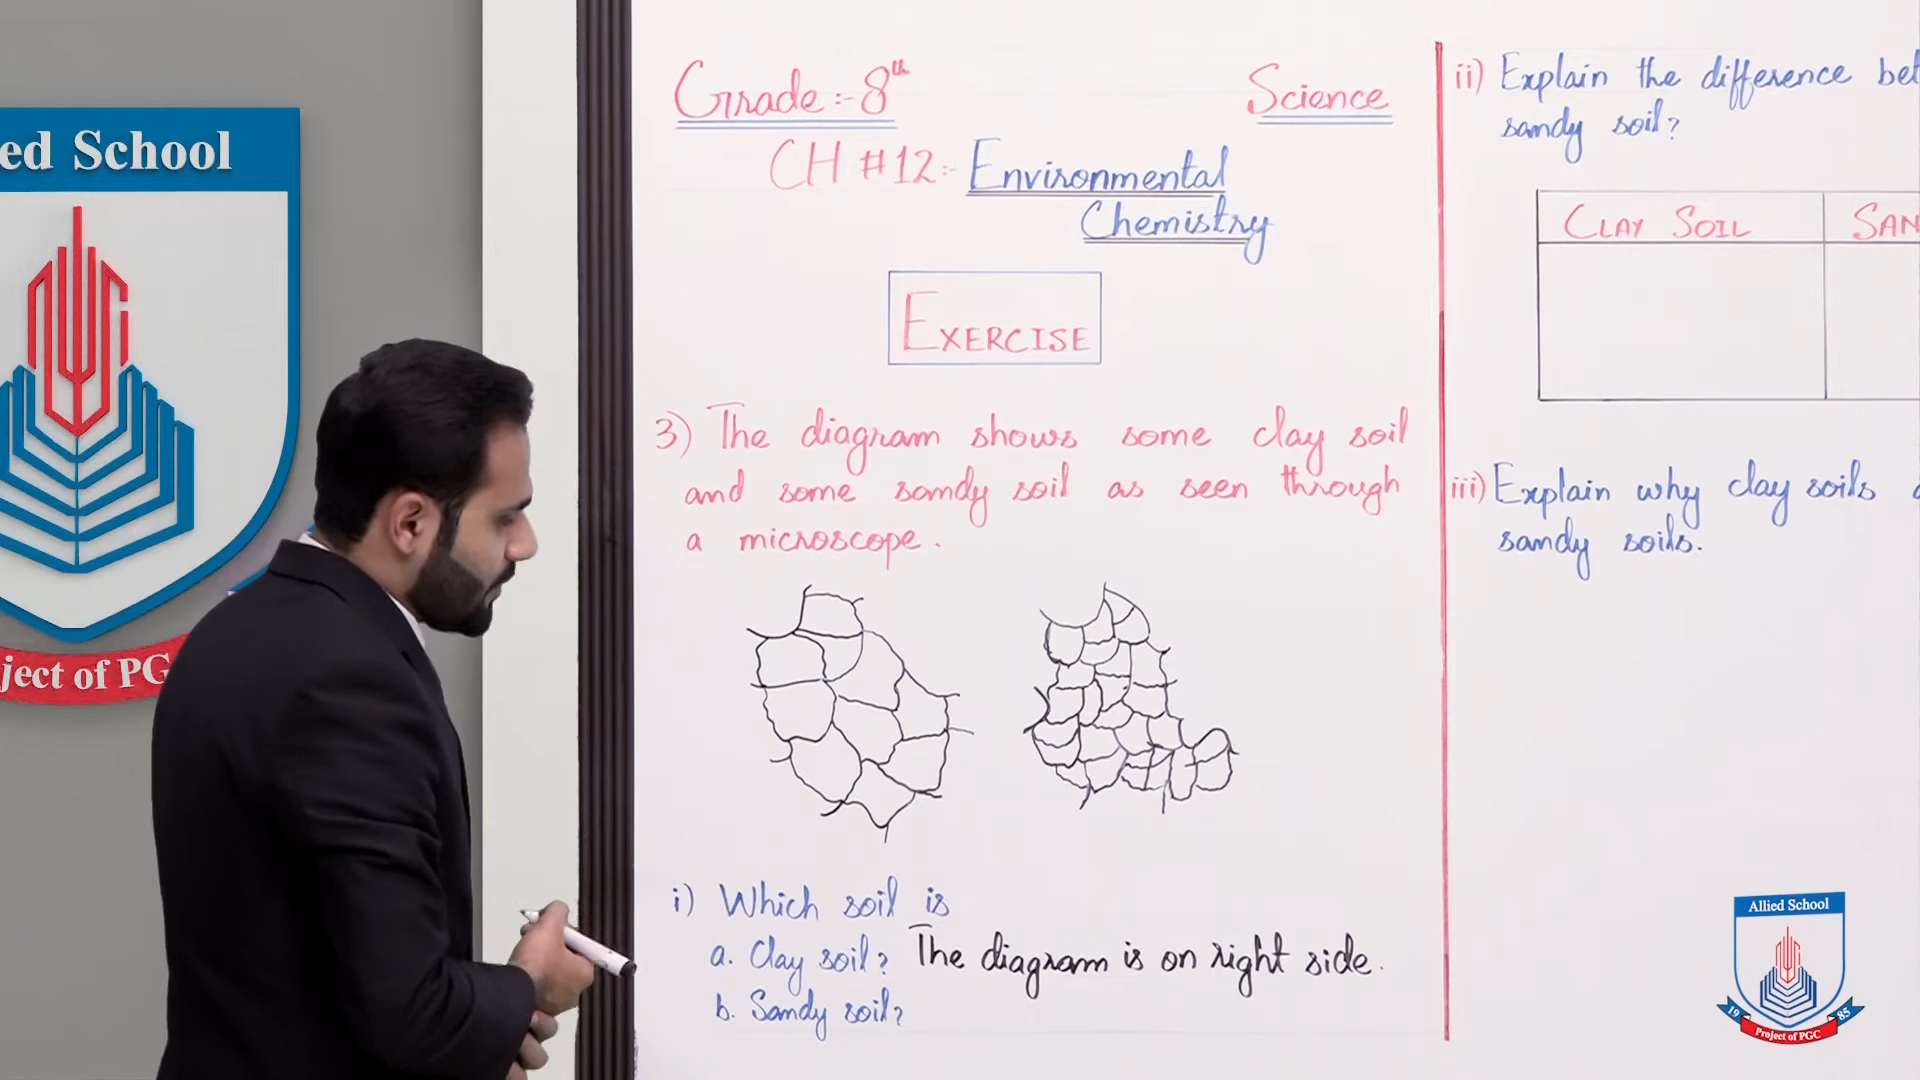 ed School
ject of PG
Grade:- 8th
Science
CH #12:- Environmental
Chemistry
EXERCISE
3) The diagram shows some clay soil
and some sandy soil as seen through
a microscope.
i) Which soil is
a. Clay soil? The diagram is on right side.
b. Sandy soil?
ii) Explain the difference bet
sandy soil?
CLAY SOIL
SAN
iii) Explain why clay soils
sandy soils.
Allied School
19 85
Project of PGC